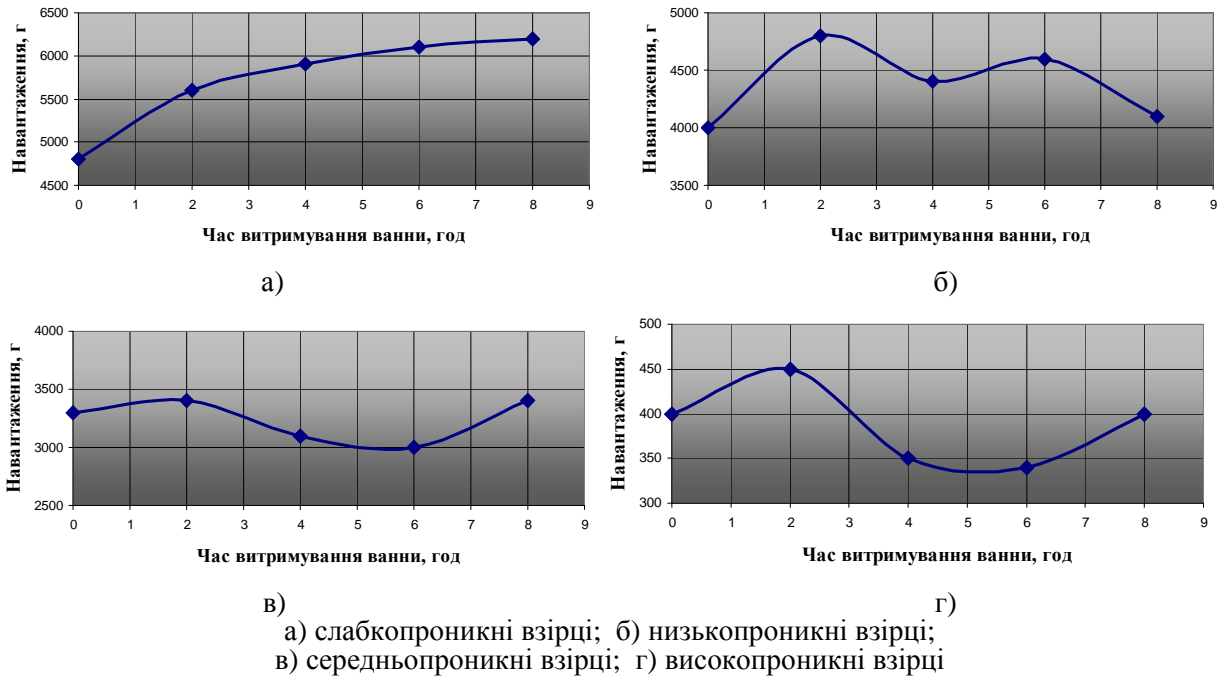 6500
6000
5500
5000
4500
Навантаження, г
0 1 2 3 4 5 6 7 8 9
Час витримування ванни, год
а)
5000
4500
4000
3500
Навантаження, г
0 1 2 3 4 5 6 7 8 9
Час витримування ванни, год
б)
4000
3500
3000
2500
Навантаження, г
0 1 2 3 4 5 6 7 8 9
Час витримування ванни, год
в)
500
450
400
350
300
Навантаження, г
0 1 2 3 4 5 6 7 8 9
Час витримування ванни, год
г)
а) слабкопроникні взірці; б) низькопроникні взірці;
в) середньопроникні взірці; г) високопроникні взірці